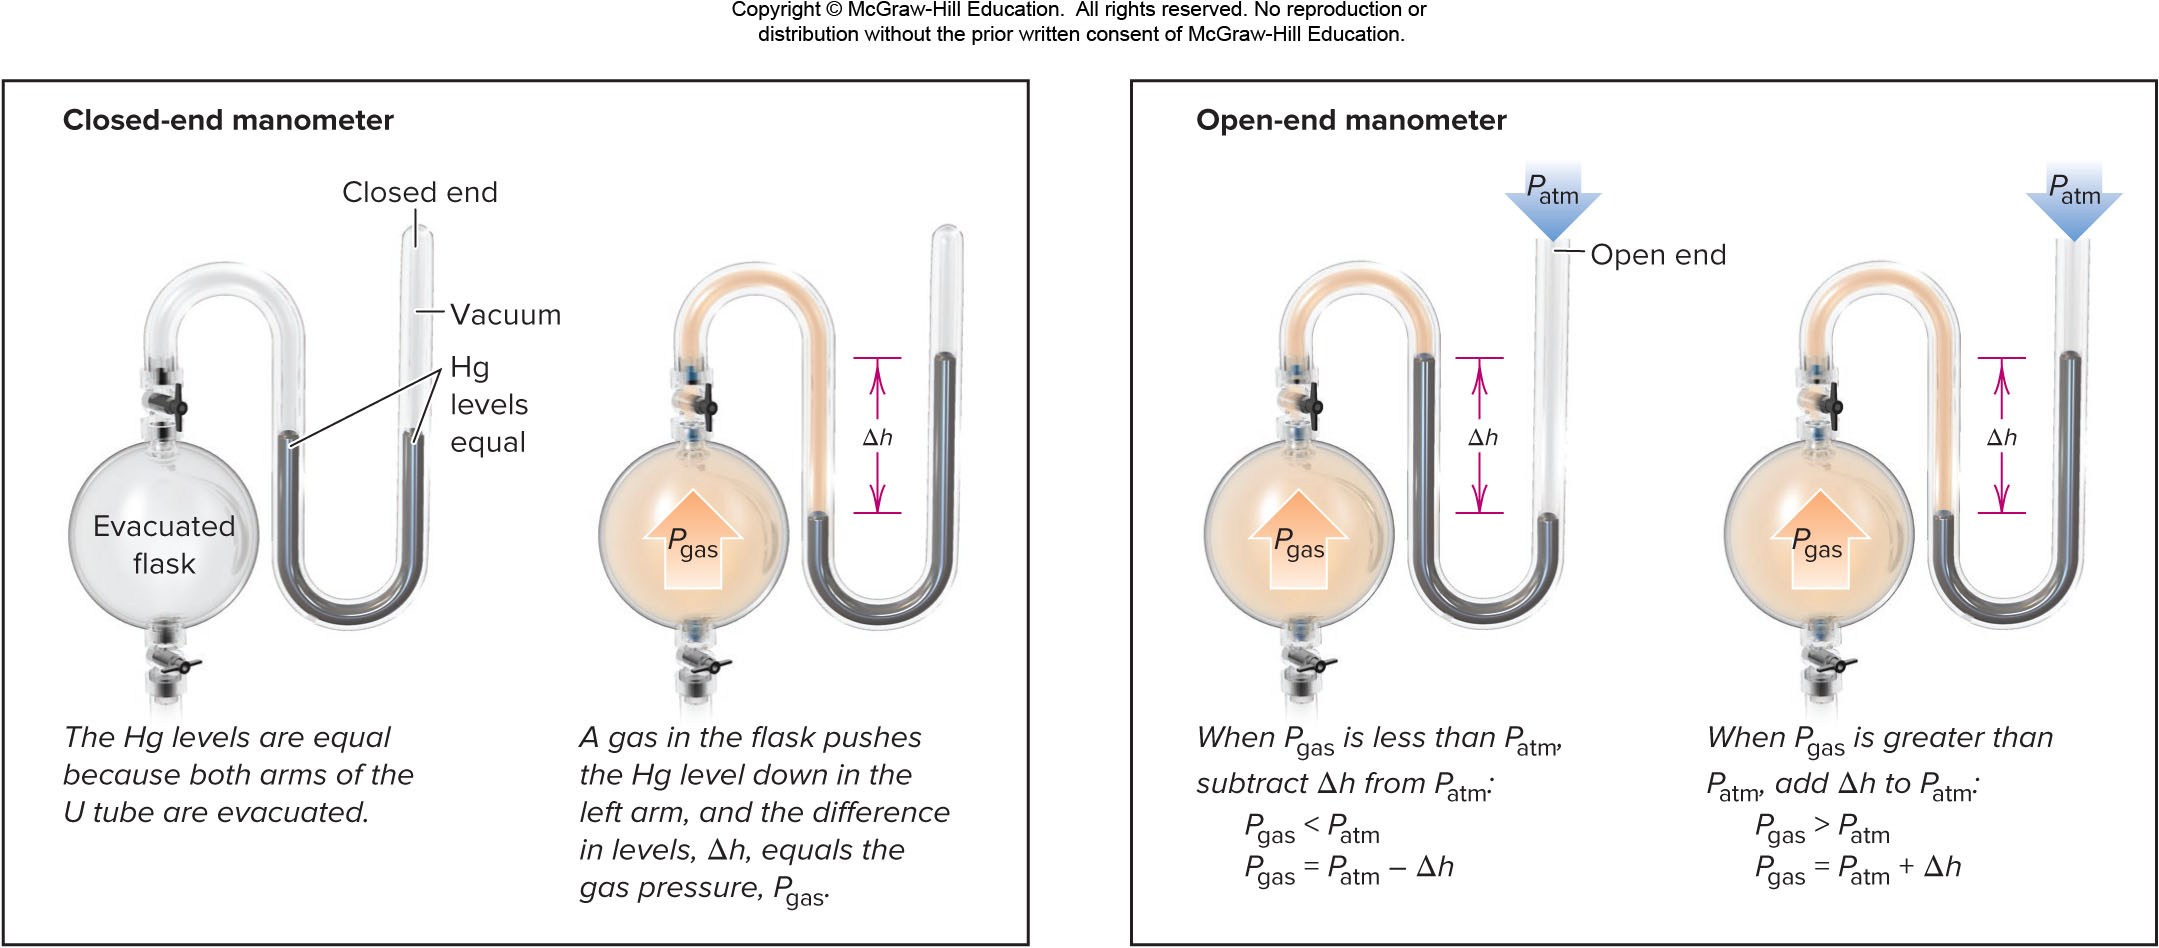 Copyright © McGraw-Hill Education.  All rights reserved. No reproduction or
distribution without the prior written consent of McGraw-Hill Education.
Closed-end manometer
Closed end
Vacuum
Hg
levels
equal
Evacuated
flask
The Hg levels are equal
because both arms of the
U tube are evacuated.
Δh
Pgas
A gas in the flask pushes
the Hg level down in the
left arm, and the difference
in levels, Δh, equals the
gas pressure, Pgas.
Open-end manometer
Patm
Open end
Δh
Pgas
When Pgas is less than Patm,
subtract Δh from Patm:
Pgas < Patm
Pgas = Patm – Δh
Patm
Δh
Pgas
When Pgas is greater than
Patm, add Δh to Patm:
Pgas > Patm
Pgas = Patm + Δh